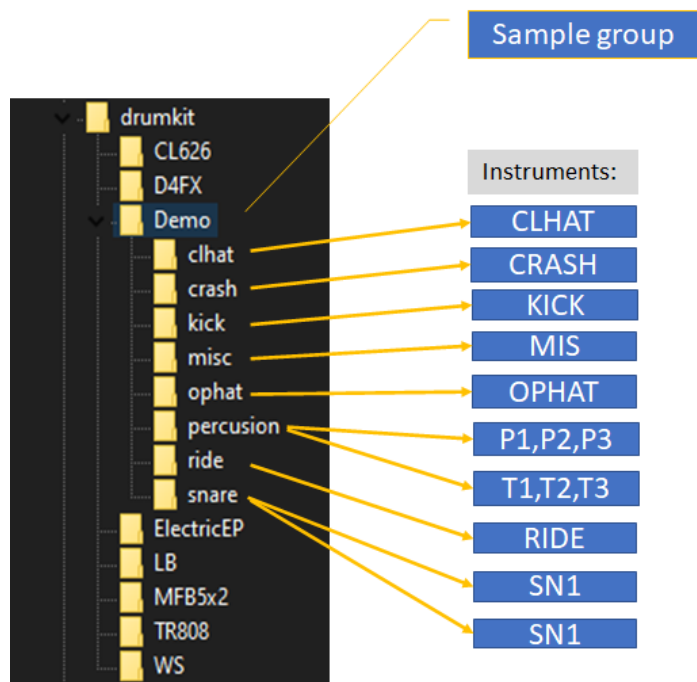 Sample group
drumkit
CL626
D4FX
Demo
clhat
crash
kick
misc
ophat
percusion
ride
snare
ElectricEP
LB
MFB5x2
TR808
WS
Instruments:
CLHAT
CRASH
KICK
MIS
OPHAT
P1,P2,P3
T1,T2,T3
RIDE
SN1
SN1